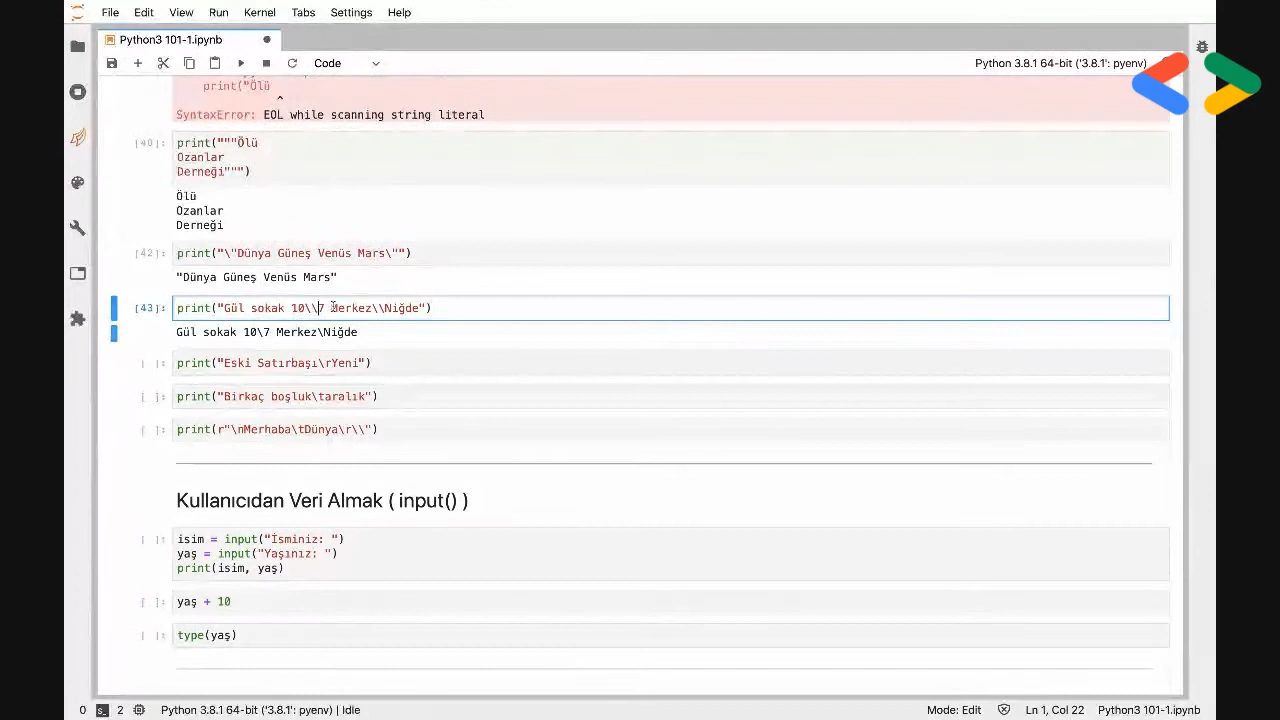 File Edit View Run Kernel Tabs Settings Help
Python3 101-1.ipynb
Code
Python 3.8.1 64-bit ('3.8.1': pyenv)
print("Ölü
^
SyntaxError: EOL while scanning string literal
[40]: print("""Ölü
Ozanlar
Derneği""")
Ölü
Ozanlar
Derneği
[42]: print("\"Dünya Güneş Venüs Mars\"")
"Dünya Güneş Venüs Mars"
[43]: print("Gül sokak 10\\7 Merkez\\Niğde")
Gül sokak 10\7 Merkez\Niğde
[ ]: print("Eski Satırbaşı\rYeni")
[ ]: print("Birkaç boşluk\taralık")
[ ]: print(r"\nMerhaba\tDünya\r\\")
Kullanıcıdan Veri Almak ( input() )
[ ]: isim = input("İsminiz: ")
yaş = input("Yaşınız: ")
print(isim, yaş)
[ ]: yaş + 10
[ ]: type(yaş)
0 2 Python 3.8.1 64-bit ('3.8.1': pyenv) | Idle Mode: Edit Ln 1, Col 22 Python3 101-1.ipynb